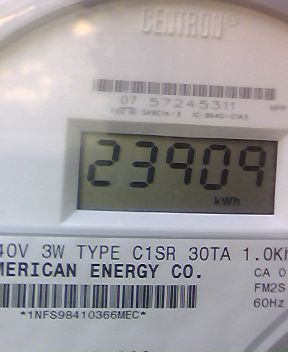 CENTRON®
07 57245311
23909
kWh
40V 3W TYPE C1SR 30TA 1.0Kh
MERICAN ENERGY CO.
CA 0
FM2S
60Hz
*1NFS98410366MEC*